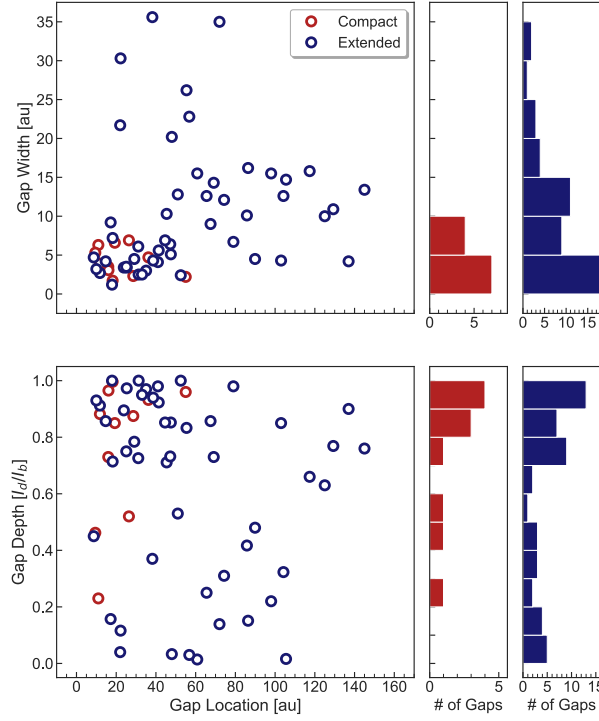 35
30
25
20
15
10
5
0
Gap Width [au]
Compact
Extended
0 5
0 5 10 15
1.0
0.8
0.6
0.4
0.2
0.0
Gap Depth [I_d/I_b]
0 20 40 60 80 100 120 140 160
Gap Location [au]
0 5
# of Gaps
0 5 10 15
# of Gaps